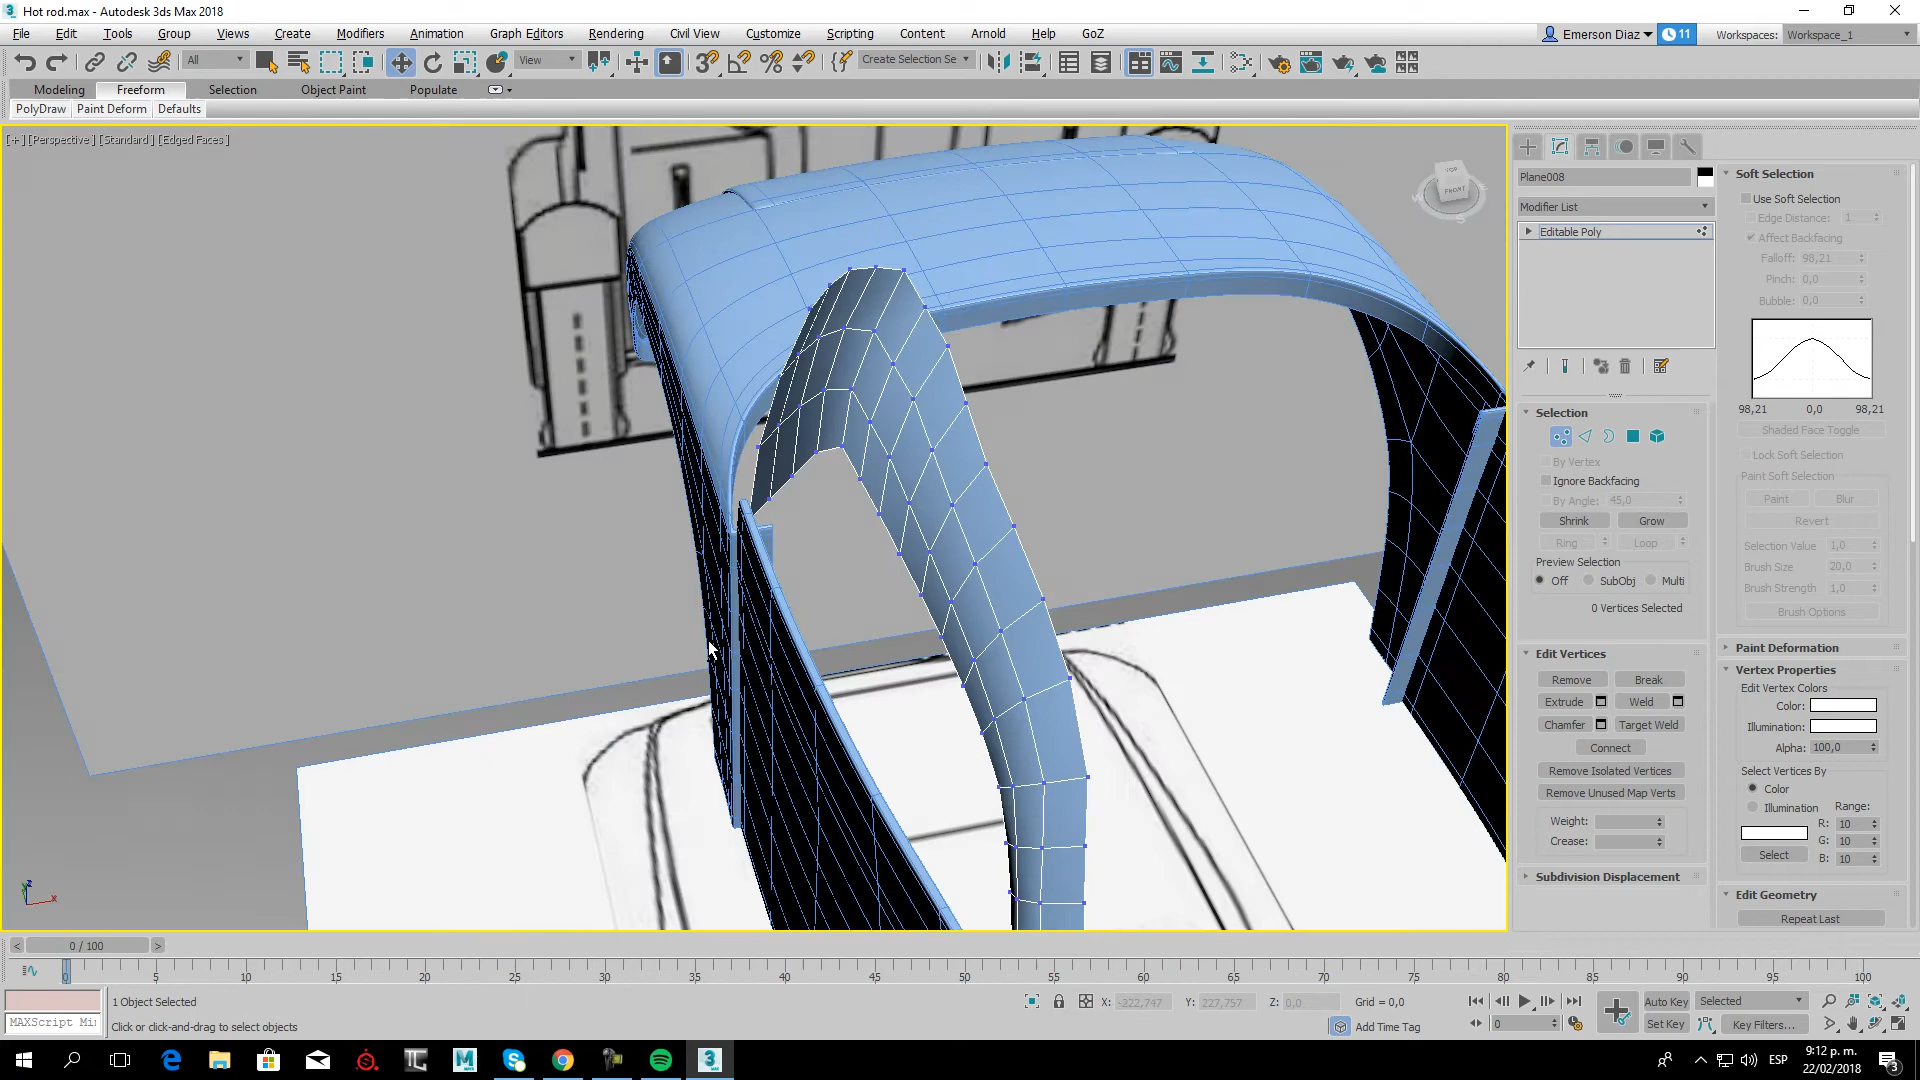 Hot rod.max - Autodesk 3ds Max 2018
File Edit Tools Group Views Create Modifiers Animation Graph Editors Rendering Civil View Customize Scripting Content Arnold Help GoZ
Emerson Diaz 11 Workspaces: Workspace_1
All View Create Selection Se
Modeling Freeform Selection Object Paint Populate
PolyDraw Paint Deform Defaults
[+] [Perspective] [Standard] [Edged Faces]
TOP
FRONT
Plane008
Modifier List
Editable Poly
Selection
By Vertex
Ignore Backfacing
By Angle: 45,0
Shrink Grow
Ring Loop
Preview Selection
Off SubObj Multi
0 Vertices Selected
Edit Vertices
Remove Break
Extrude Weld
Chamfer Target Weld
Connect
Remove Isolated Vertices
Remove Unused Map Verts
Weight:
Crease:
Subdivision Displacement
Soft Selection
Use Soft Selection
Edge Distance: 1
Affect Backfacing
Falloff: 98,21
Pinch: 0,0
Bubble: 0,0
98,21 0,0 98,21
Shaded Face Toggle
Lock Soft Selection
Paint Soft Selection
Paint Blur
Revert
Selection Value 1,0
Brush Size 20,0
Brush Strength 1,0
Brush Options
Paint Deformation
Vertex Properties
Edit Vertex Colors
Color:
Illumination:
Alpha: 100,0
Select Vertices By
Color
Illumination Range:
R: 10
G: 10
B: 10
Select
Edit Geometry
Repeat Last
z
x
< 0 / 100 >
0 5 10 15 20 25 30 35 40 45 50 55 60 65 70 75 80 85 90 95 100
1 Object Selected
X: -222,747 Y: 227,757 Z: 0,0 Grid = 0,0
Auto Key Selected
MAXScript Mi
Click or click-and-drag to select objects
Add Time Tag
0
Set Key Key Filters...
ESP
9:12 p. m.
22/02/2018
3